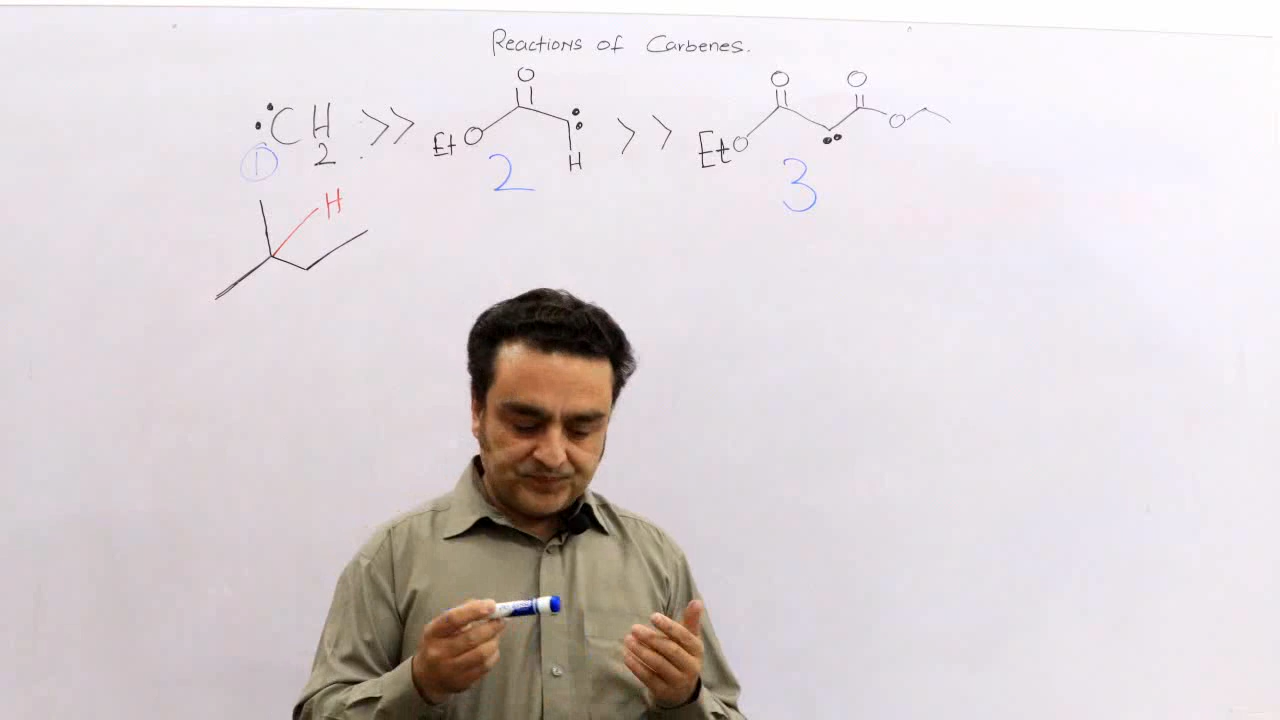 Reactions of Carbenes.
:CH2 >> EtO O : H >> EtO O O : O
① 2 3
H